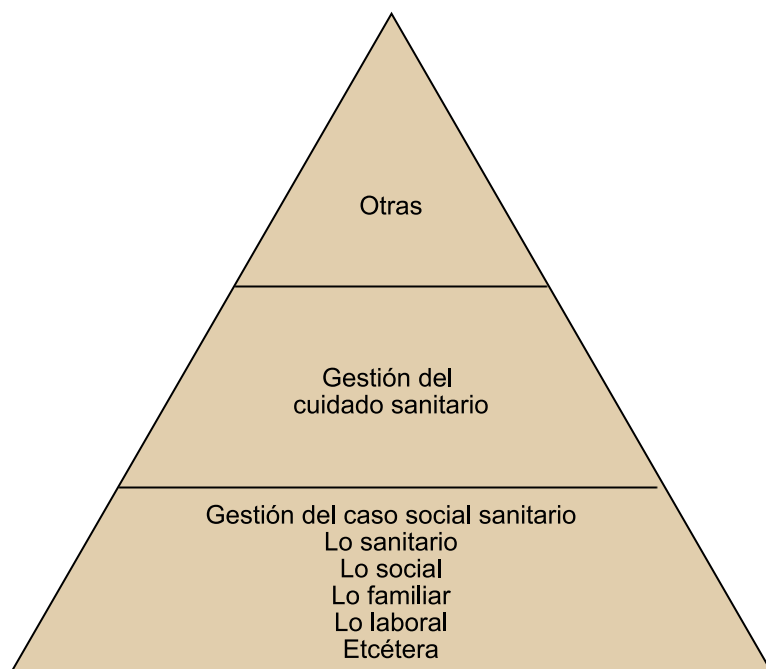 Otras
Gestión del
cuidado sanitario
Gestión del caso social sanitario
Lo sanitario
Lo social
Lo familiar
Lo laboral
Etcétera